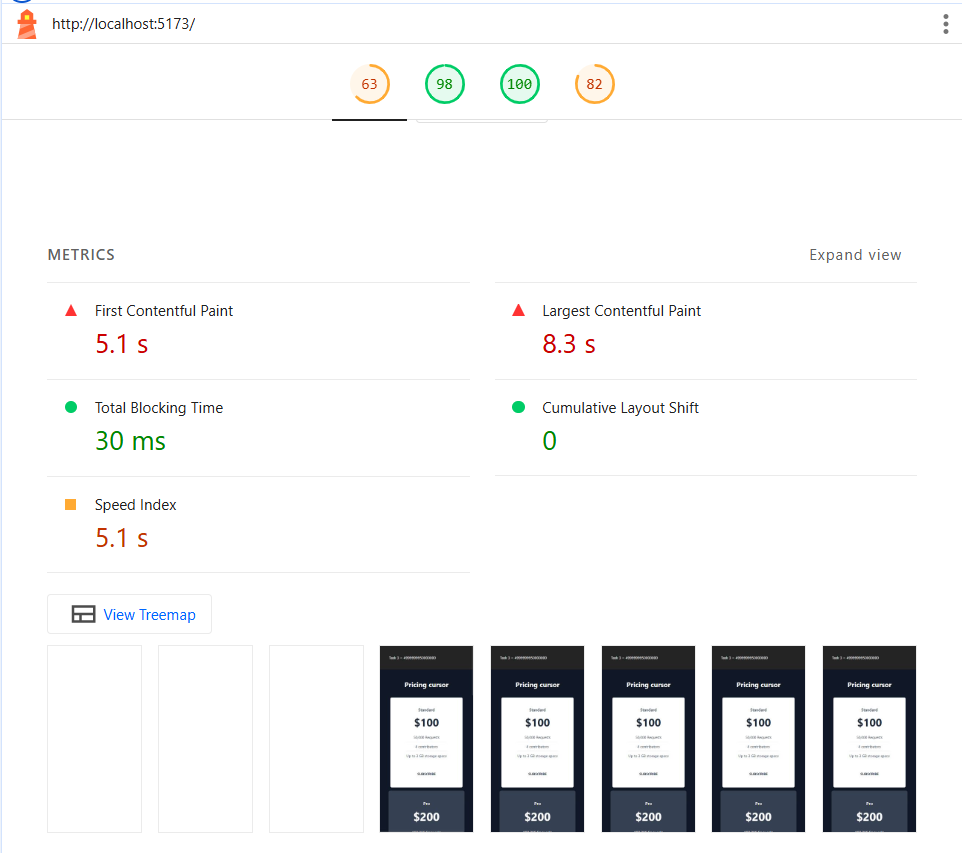 http://localhost:5173/
63 98 100 82
METRICS Expand view
First Contentful Paint
5.1 s
Largest Contentful Paint
8.3 s
Total Blocking Time
30 ms
Cumulative Layout Shift
0
Speed Index
5.1 s
View Treemap
Pricing cursor Pricing cursor Pricing cursor Pricing cursor Pricing cursor
Standard Standard Standard Standard Standard
$100 $100 $100 $100 $100
Pro Pro Pro Pro Pro
$200 $200 $200 $200 $200